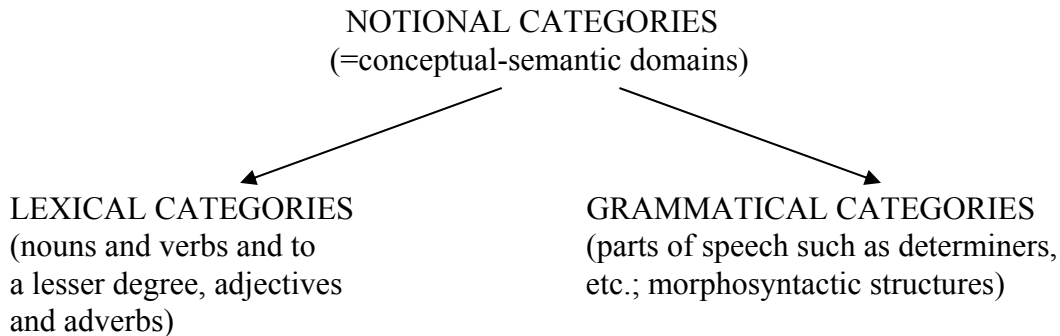 NOTIONAL CATEGORIES
(=conceptual-semantic domains)
LEXICAL CATEGORIES
(nouns and verbs and to
a lesser degree, adjectives
and adverbs)
GRAMMATICAL CATEGORIES
(parts of speech such as determiners,
etc.; morphosyntactic structures)